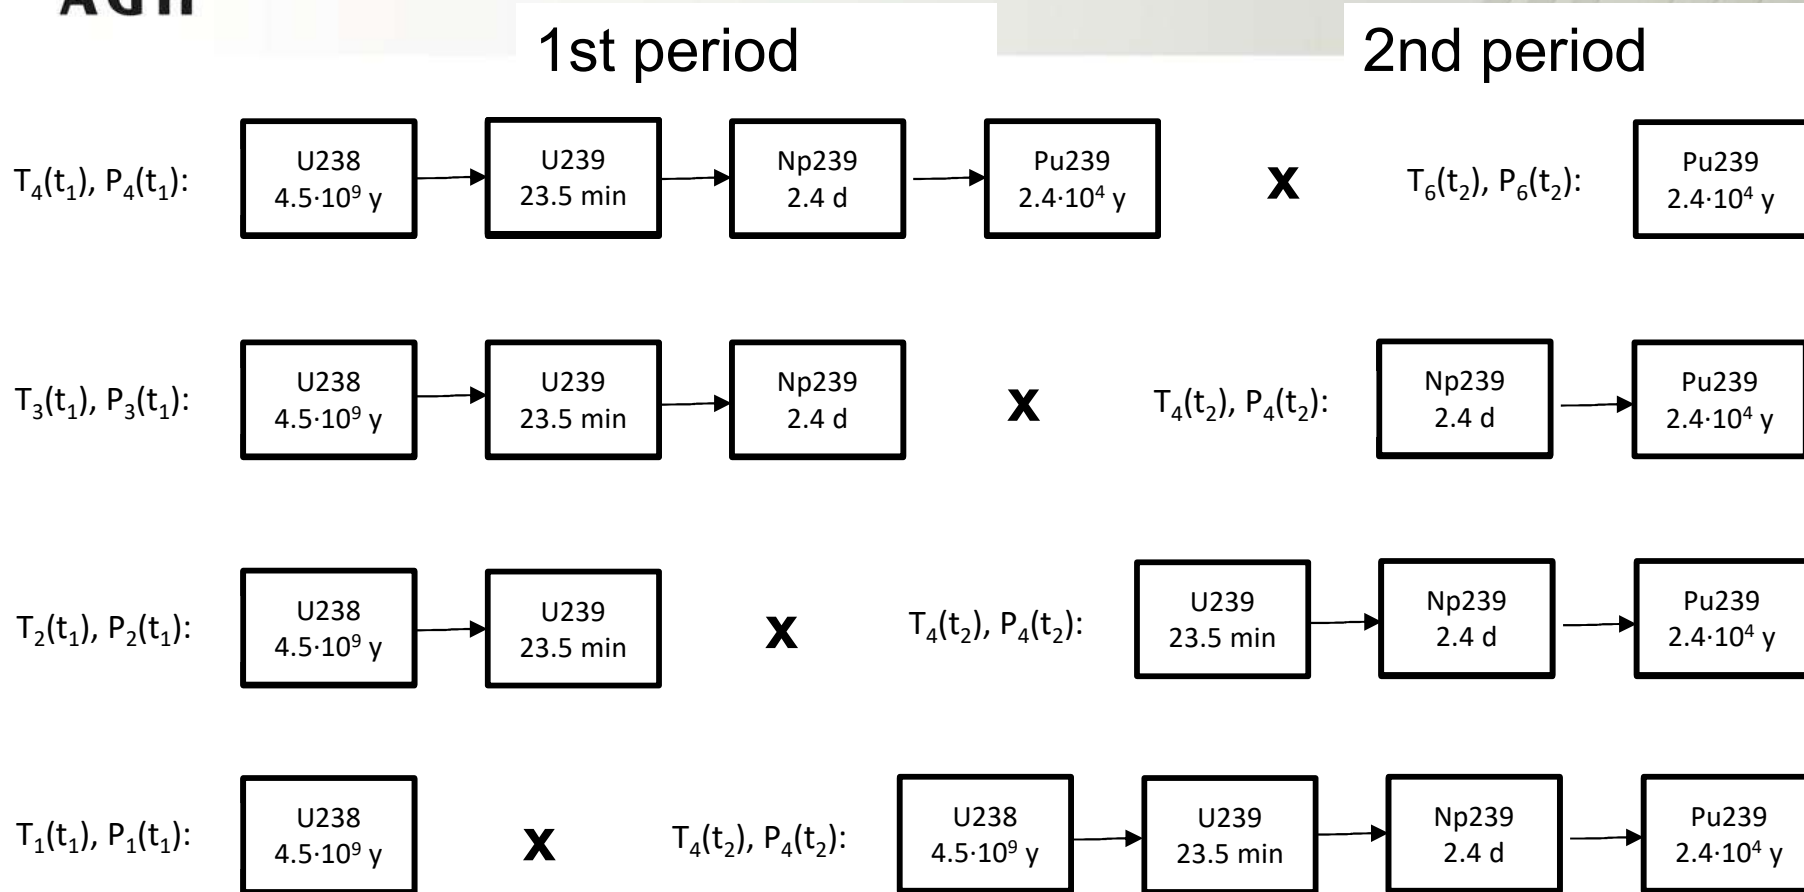 AGH
1st period 2nd period
T₄(t₁), P₄(t₁): U238 U239 Np239 Pu239 x T₆(t₂), P₆(t₂): Pu239
4.5·10⁹ y 23.5 min 2.4 d 2.4·10⁴ y 2.4·10⁴ y
T₃(t₁), P₃(t₁): U238 U239 Np239 x T₄(t₂), P₄(t₂): Np239 Pu239
4.5·10⁹ y 23.5 min 2.4 d 2.4 d 2.4·10⁴ y
T₂(t₁), P₂(t₁): U238 U239 x T₄(t₂), P₄(t₂): U239 Np239 Pu239
4.5·10⁹ y 23.5 min 23.5 min 2.4 d 2.4·10⁴ y
T₁(t₁), P₁(t₁): U238 x T₄(t₂), P₄(t₂): U238 U239 Np239 Pu239
4.5·10⁹ y 4.5·10⁹ y 23.5 min 2.4 d 2.4·10⁴ y